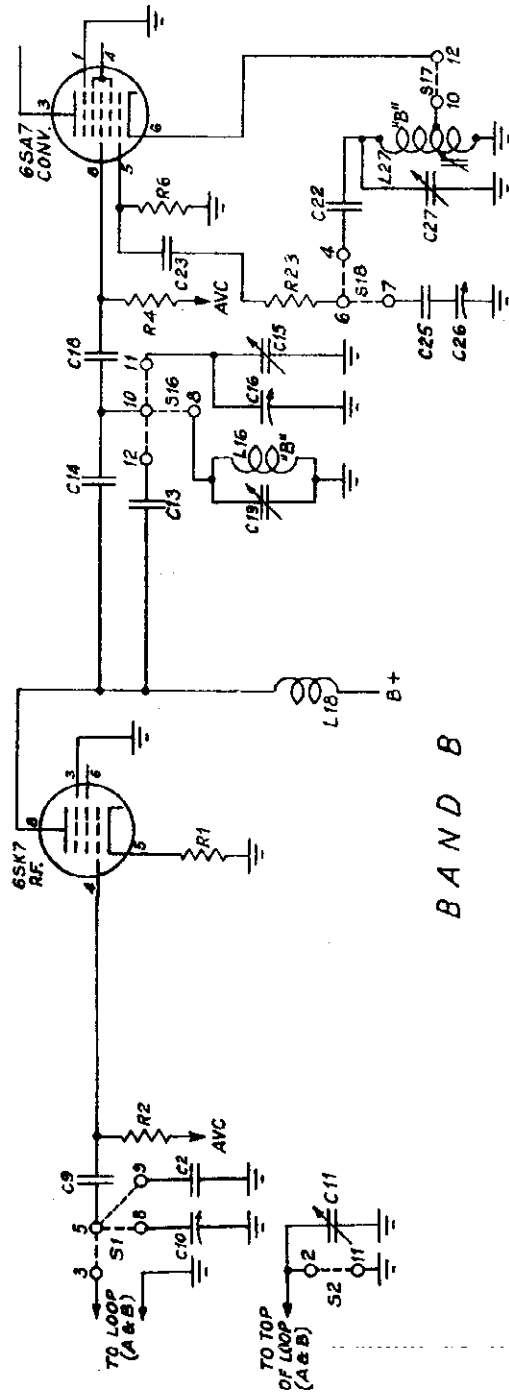 TO LOOP
(A & B)
3
5
S1
C9
9
8
C10
C2
R2
AVC
TO TOP
OF LOOP
(A & B)
2
S2
11
C11
6SK7
RF.
4
8
3
6
5
R1
L18
B+
C14
C13
12
10
11
S16
8
C18
C19
L16
"B"
C16
C15
R4
AVC
6SA7
CONV.
8
5
3
1
4
6
R6
C23
R23
6
4
S18
7
C22
C25
C26
C27
L27
"B"
10
S17
12
BAND B